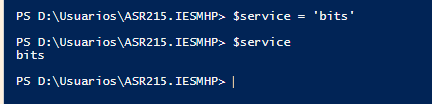 PS D:\Usuarios\ASR215.IESMHP> $service = 'bits'
PS D:\Usuarios\ASR215.IESMHP> $service
bits
PS D:\Usuarios\ASR215.IESMHP>